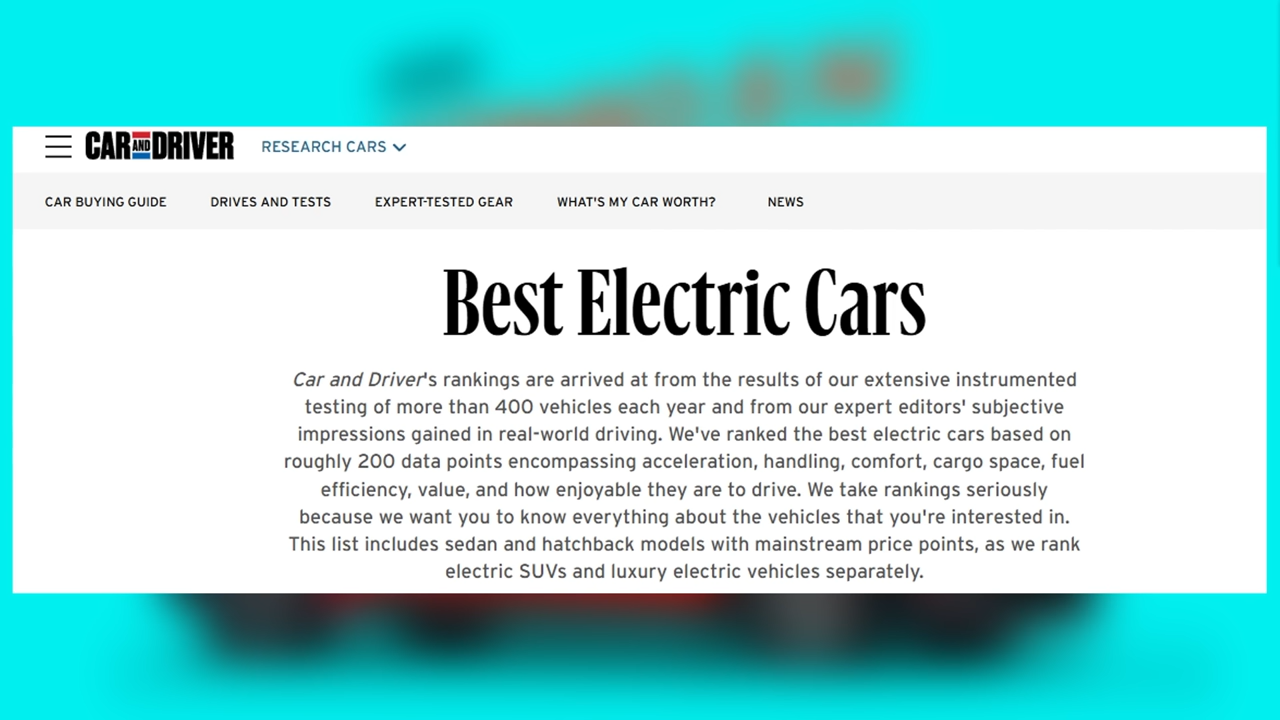 CAR AND DRIVER RESEARCH CARS
CAR BUYING GUIDE DRIVES AND TESTS EXPERT-TESTED GEAR WHAT'S MY CAR WORTH? NEWS
Best Electric Cars
Car and Driver's rankings are arrived at from the results of our extensive instrumented
testing of more than 400 vehicles each year and from our expert editors' subjective
impressions gained in real-world driving. We've ranked the best electric cars based on
roughly 200 data points encompassing acceleration, handling, comfort, cargo space, fuel
efficiency, value, and how enjoyable they are to drive. We take rankings seriously
because we want you to know everything about the vehicles that you're interested in.
This list includes sedan and hatchback models with mainstream price points, as we rank
electric SUVs and luxury electric vehicles separately.